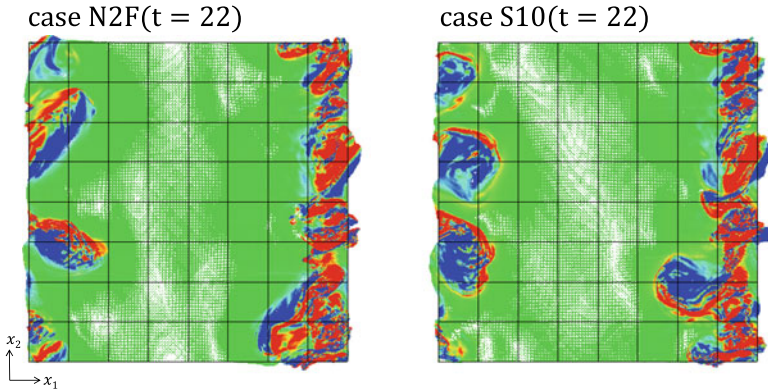 case N2F(t = 22)
case S10(t = 22)
x₂
x₁